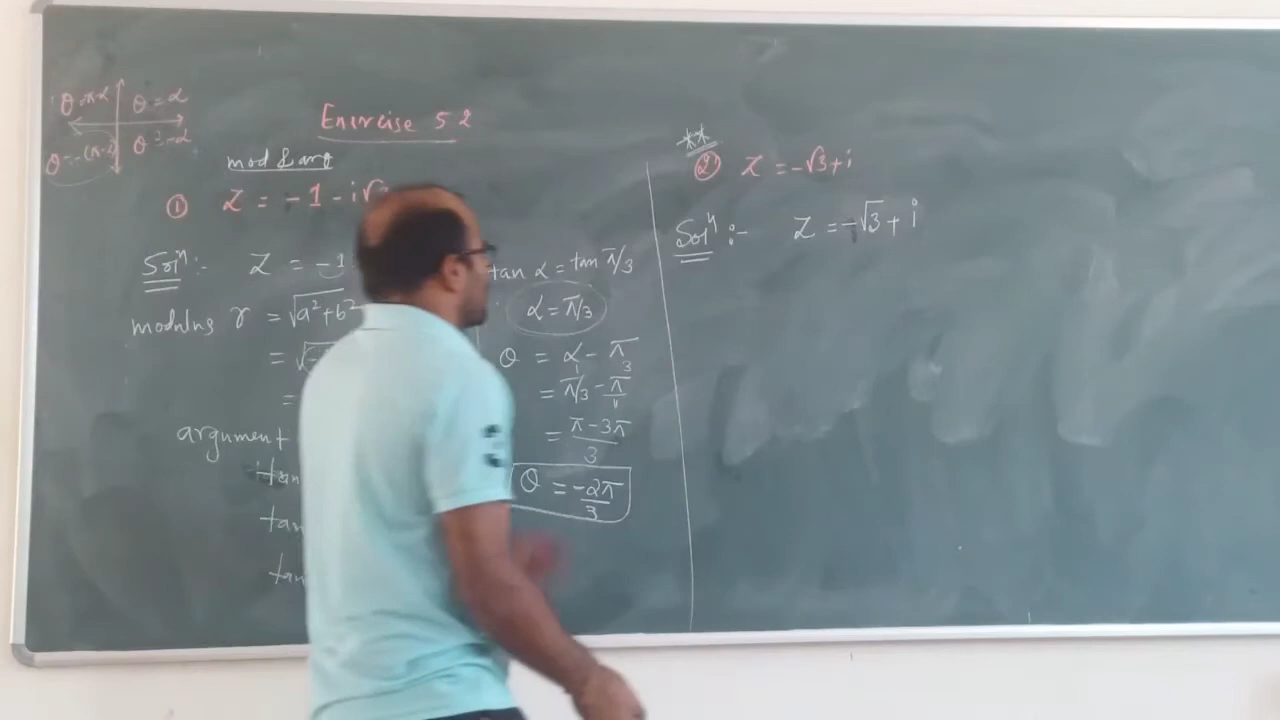 θ=π-α θ=α
θ=-(π-α) θ=-α
Exercise 5 2
mod & arg
① Z = -1 - i√
Solⁿ:- Z = -1
modulus r = √a²+b²
= √
=
argument
tan
tan
tan
tan α = tan π/3
α = π/3
θ = α - π
= π/3 - π/1
= π-3π/3
θ = -2π/3
**
② Z = -√3+i
Solⁿ:- Z = -√3 + i